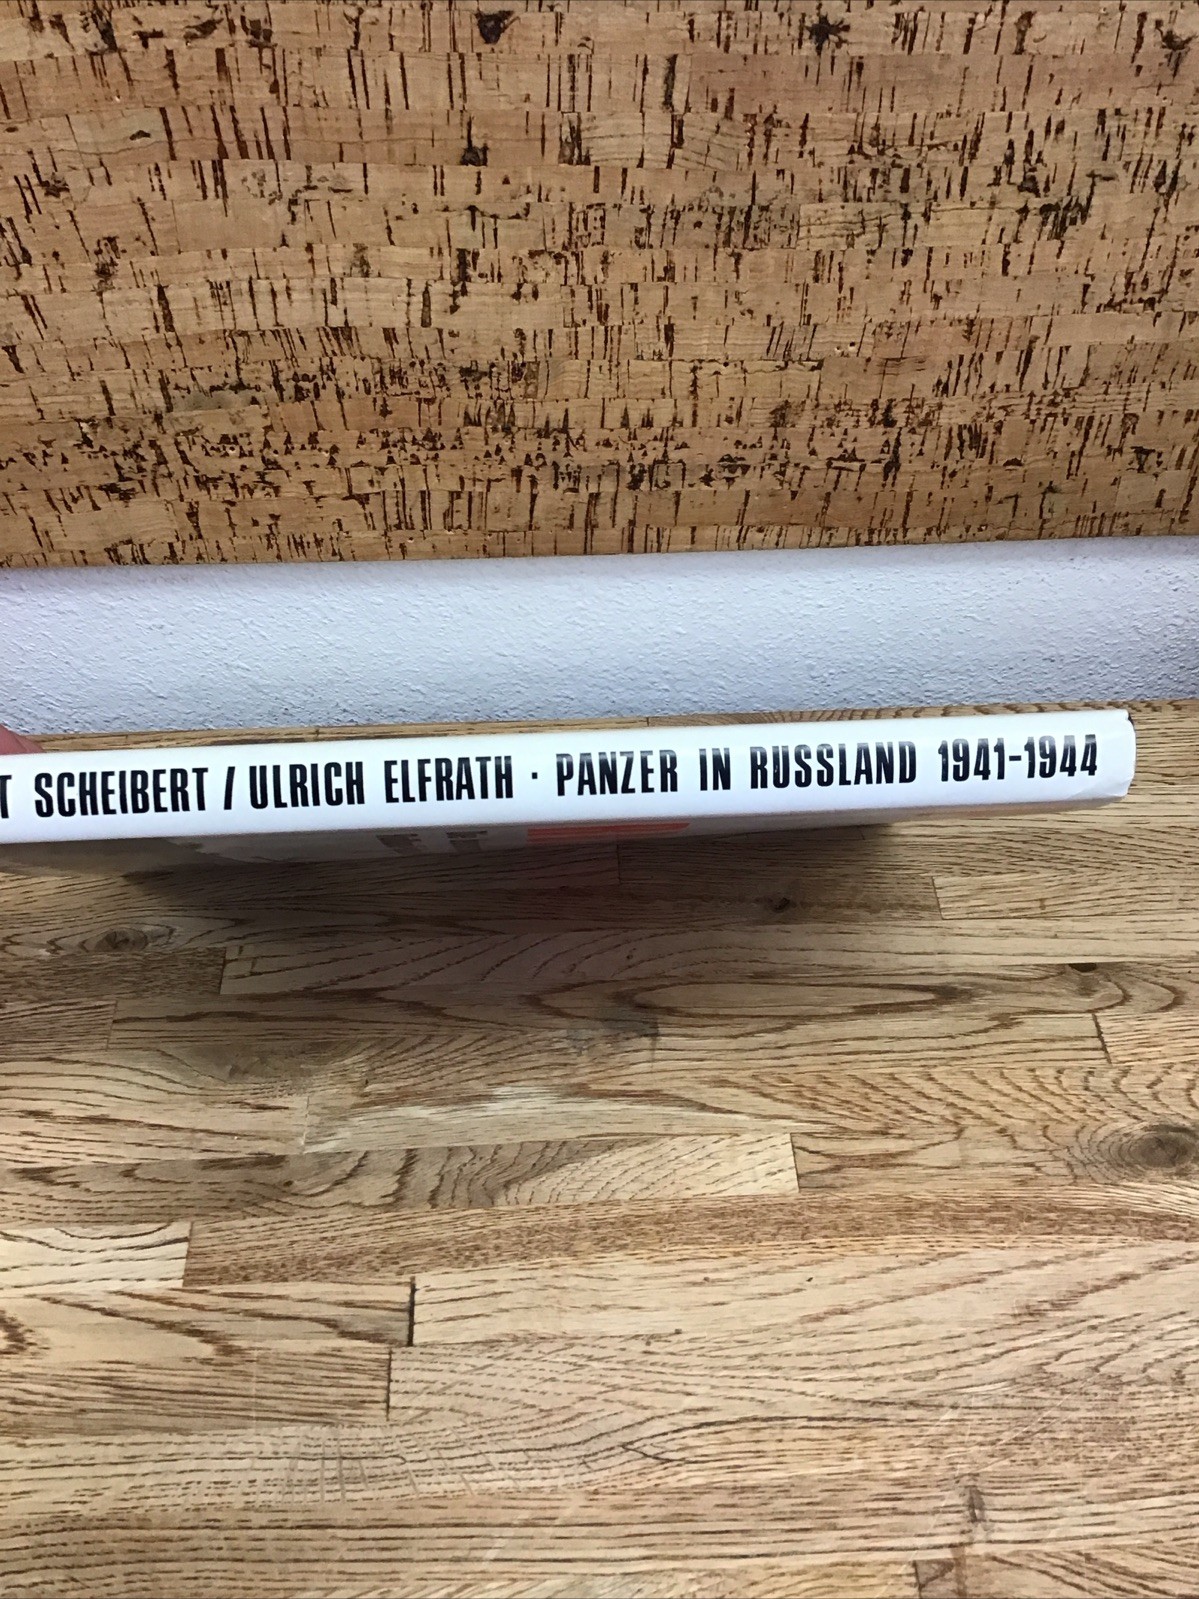 T SCHEIBERT / ULRICH ELFRATH · PANZER IN RUSSLAND 1941-1944